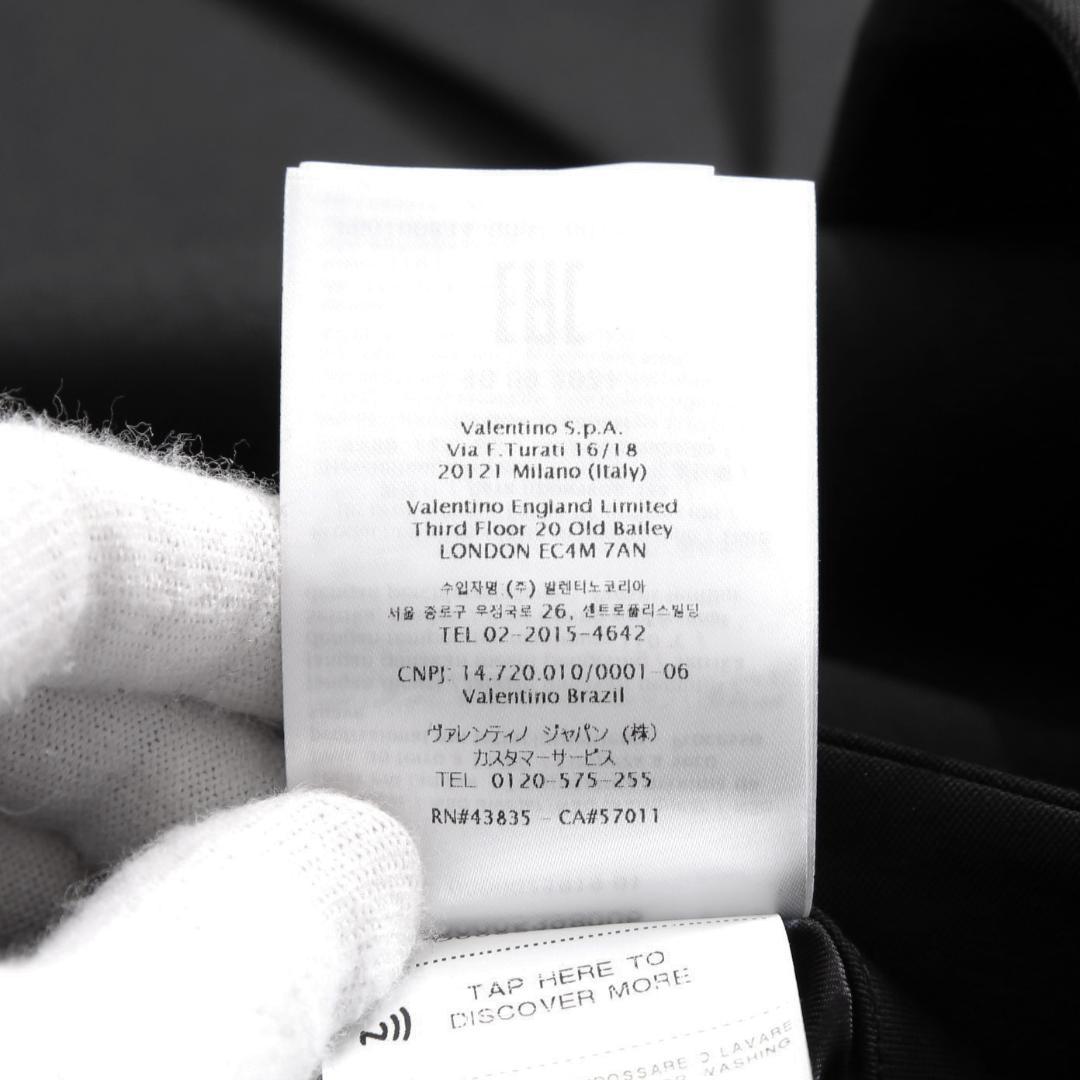 Valentino S.p.A.
Via F.Turati 16/18
20121 Milano (Italy)
Valentino England Limited
Third Floor 20 Old Bailey
LONDON EC4M 7AN
수입자명 (주) 발렌티노코리아
서울 종로구 우정국로 26, 센트로폴리스빌딩
TEL 02-2015-4642
CNPJ: 14.720.010/0001-06
Valentino Brazil
ヴァレンティノ ジャパン (株)
カスタマーサービス
TEL 0120-575-255
RN#43835 - CA#57011
TAP HERE TO
DISCOVER MORE
O LAVARE
WASHING